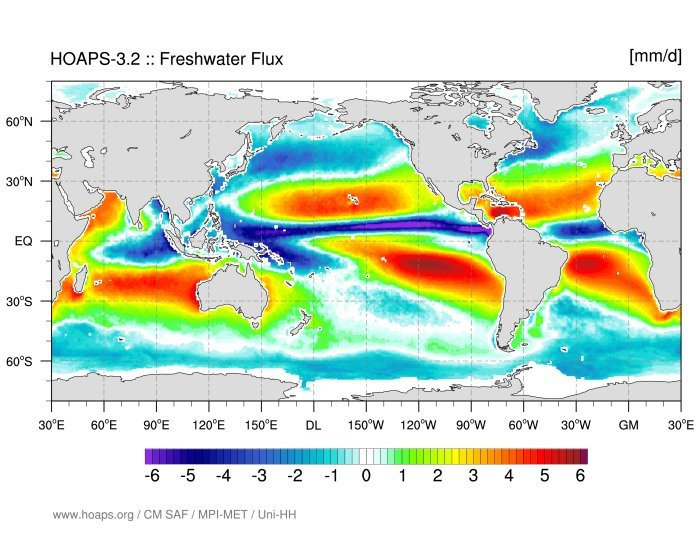 HOAPS-3.2 :: Freshwater Flux
[mm/d]
60°N
30°N
EQ
30°S
60°S
30°E 60°E 90°E 120°E 150°E DL 150°W 120°W 90°W 60°W 30°W GM 30°E
-6 -5 -4 -3 -2 -1 0 1 2 3 4 5 6
www.hoaps.org / CM SAF / MPI-MET / Uni-HH